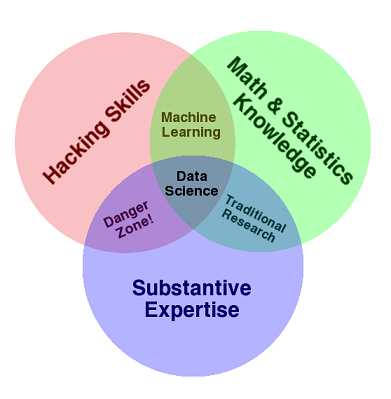 Hacking Skills
Math & Statistics
Knowledge
Machine
Learning
Data
Science
Danger
Zone!
Traditional
Research
Substantive
Expertise